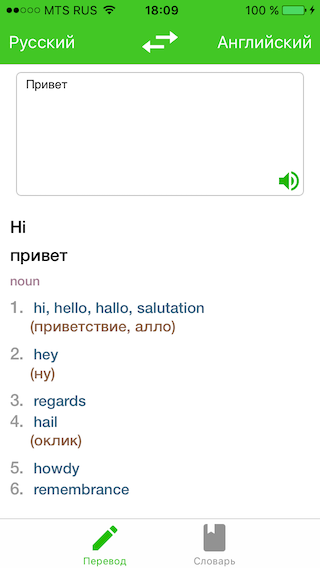 MTS RUS 18:09 100 %
Русский Английский
Привет
Hi
привет
noun
1. hi, hello, hallo, salutation
(приветствие, алло)
2. hey
(ну)
3. regards
4. hail
(оклик)
5. howdy
6. remembrance
Перевод Словарь